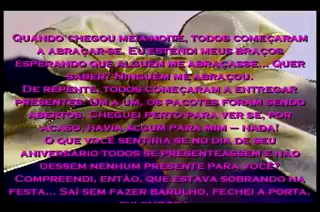 Quando chegou meianoite, todos começaram
a abraçar-se. Eu estendi meus braços
esperando que alguém me abraçasse... Quer
saber? Ninguém me abraçou.
De repente, todos começaram a entregar
presentes. Um a um, os pacotes foram sendo
abertos. Cheguei perto para ver se, por
acaso, havia algum para mim – nada!
O que você sentiria se no dia de seu
aniversário todos se presenteassem e não
dessem nenhum presente para você?
Compreendi, então, que estava sobrando na
festa... Saí sem fazer barulho, fechei a porta,